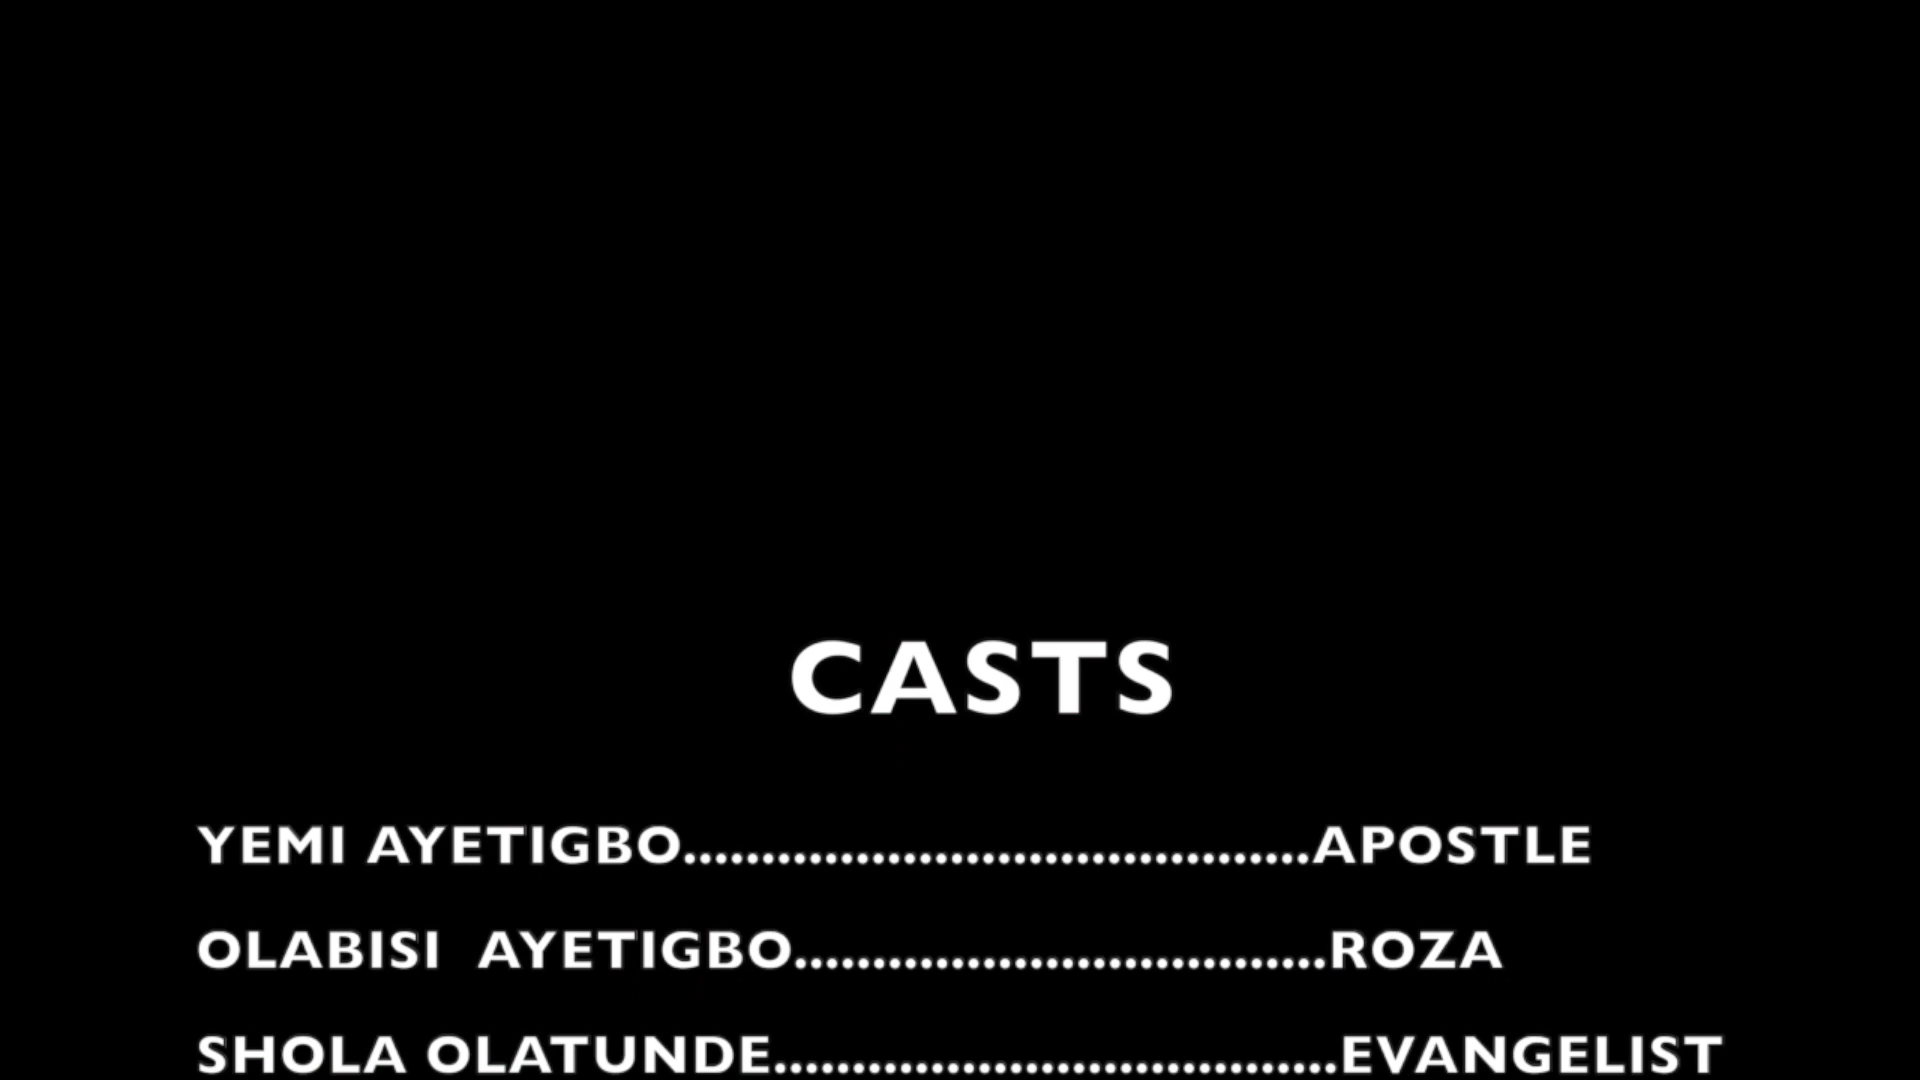 CASTS
YEMI AYETIGBO........................................APOSTLE
OLABISI  AYETIGBO..................................ROZA
SHOLA OLATUNDE....................................EVANGELIST